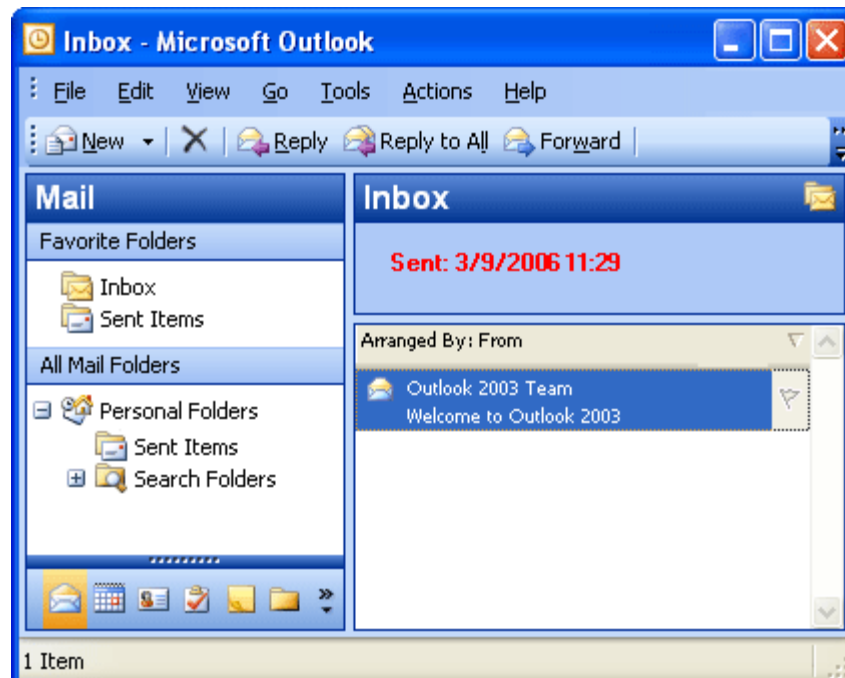 Inbox - Microsoft Outlook
File Edit View Go Tools Actions Help
New Reply Reply to All Forward
Mail
Favorite Folders
Inbox
Sent Items
All Mail Folders
Personal Folders
Sent Items
Search Folders
Inbox
Sent: 3/9/2006 11:29
Arranged By: From
Outlook 2003 Team
Welcome to Outlook 2003
1 Item